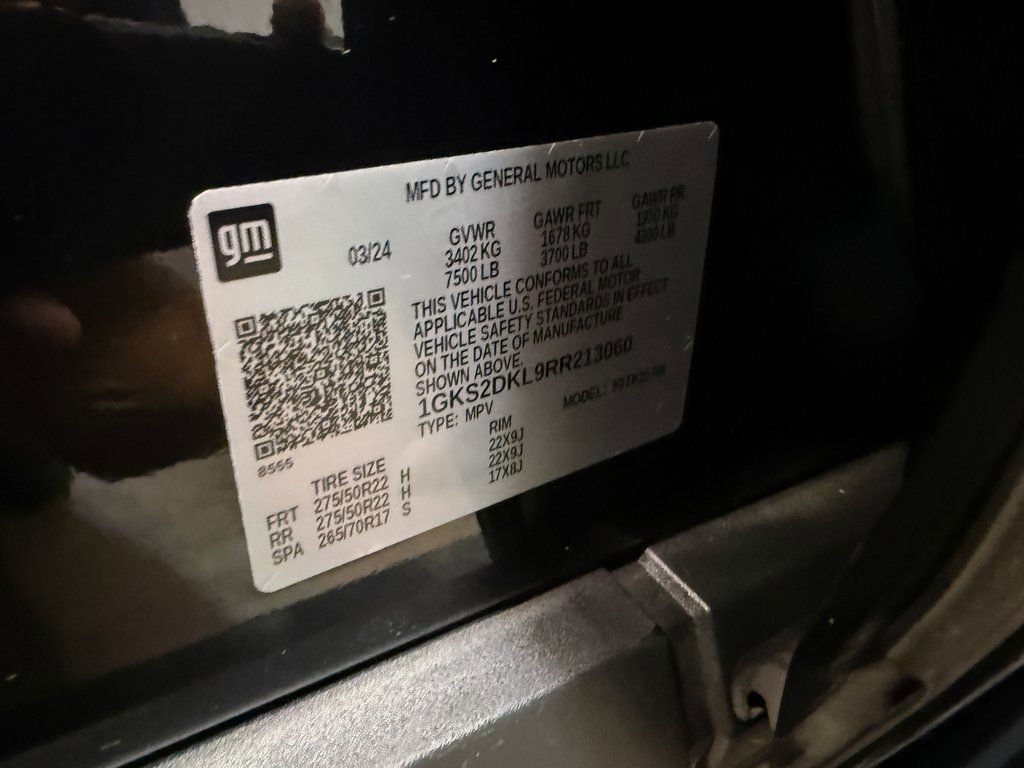 MFD BY GENERAL MOTORS LLC
gm
03/24
GVWR GAWR FRT GAWR RR
3402 KG 1678 KG 1950 KG
7500 LB 3700 LB 4300 LB
THIS VEHICLE CONFORMS TO ALL
APPLICABLE U.S. FEDERAL MOTOR
VEHICLE SAFETY STANDARDS IN EFFECT
ON THE DATE OF MANUFACTURE
SHOWN ABOVE.
1GKS2DKL9RR213060
TYPE: MPV MODEL:
8555
TIRE SIZE RIM
FRT 275/50R22 H 22X9J
RR 275/50R22 H 22X9J
SPA 265/70R17 S 17X8J